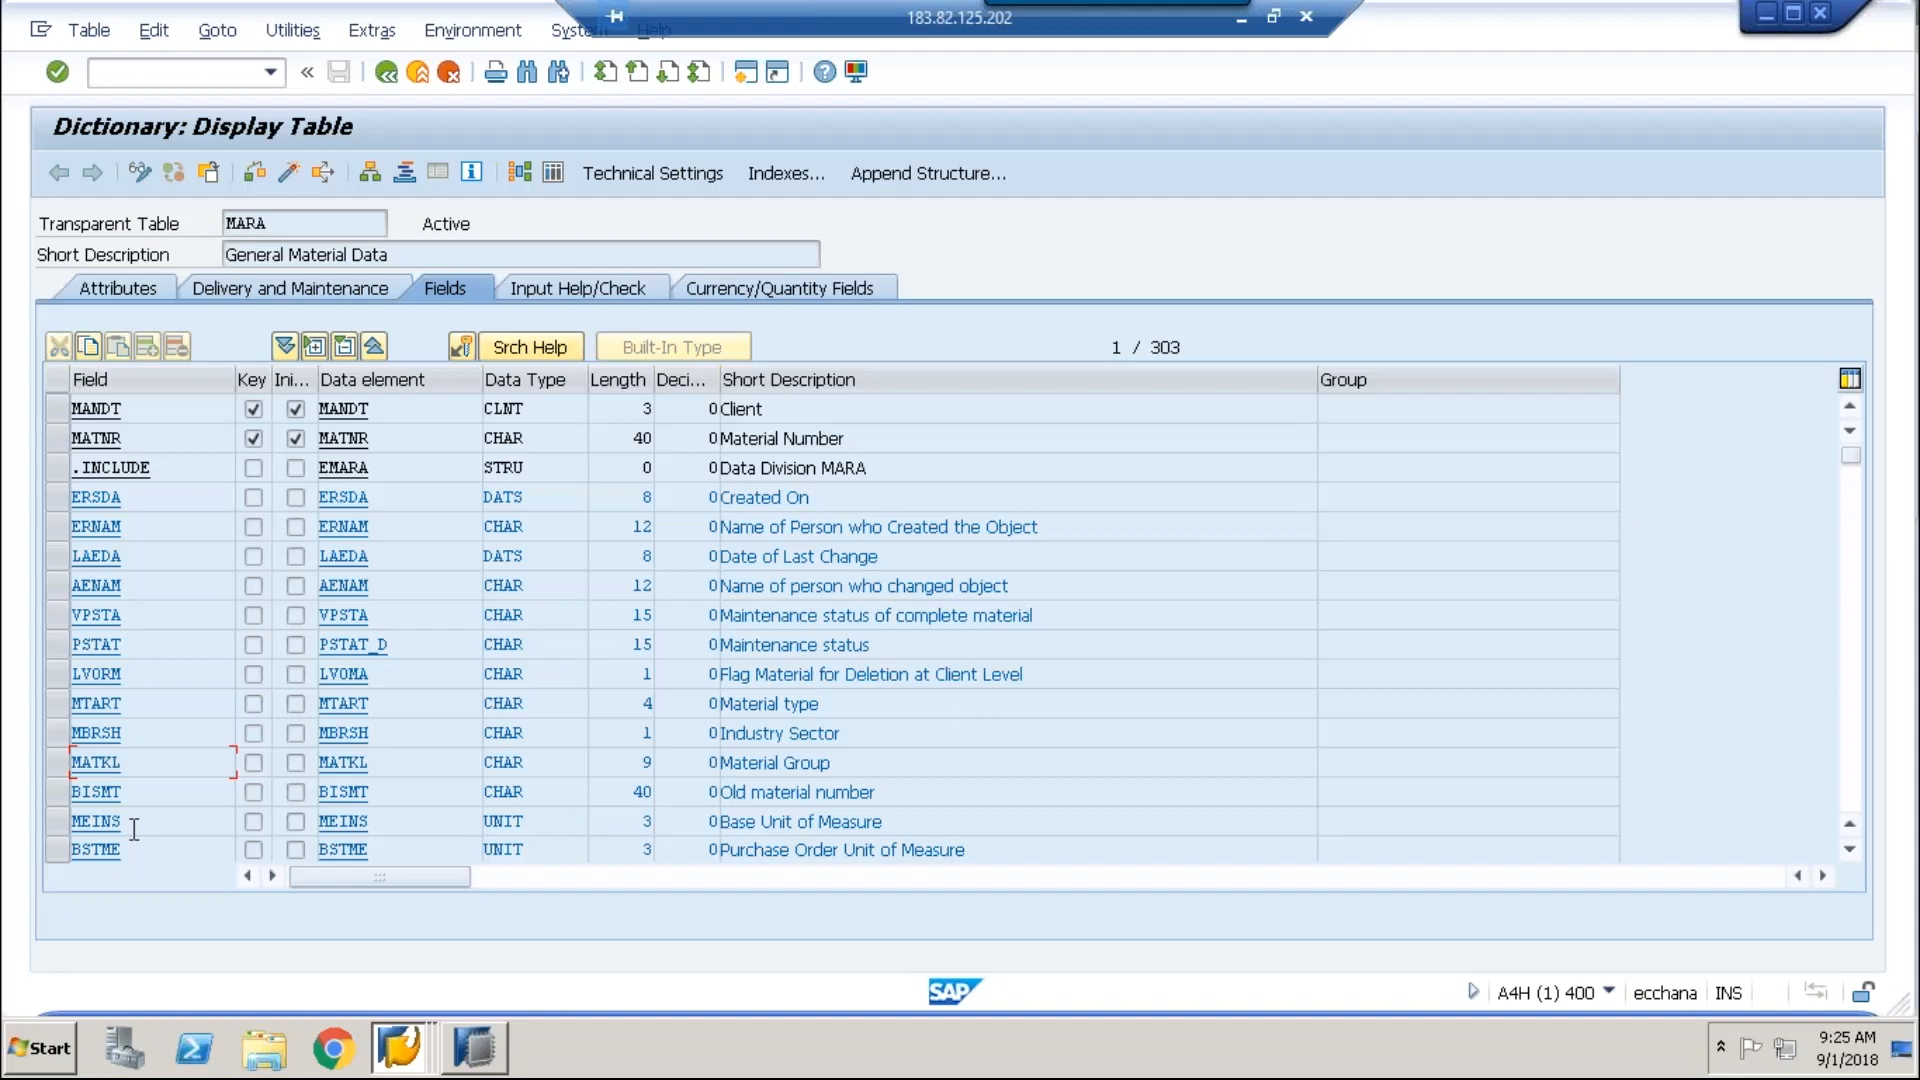 183.82.125.202
Table Edit Goto Utilities Extras Environment System Help
Dictionary: Display Table
Technical Settings Indexes... Append Structure...
Transparent Table MARA Active
Short Description General Material Data
Attributes Delivery and Maintenance Fields Input Help/Check Currency/Quantity Fields
Srch Help Built-In Type 1 / 303
Field Key Ini... Data element Data Type Length Deci... Short Description Group
MANDT MANDT CLNT 3 0 Client
MATNR MATNR CHAR 40 0 Material Number
.INCLUDE EMARA STRU 0 0 Data Division MARA
ERSDA ERSDA DATS 8 0 Created On
ERNAM ERNAM CHAR 12 0 Name of Person who Created the Object
LAEDA LAEDA DATS 8 0 Date of Last Change
AENAM AENAM CHAR 12 0 Name of person who changed object
VPSTA VPSTA CHAR 15 0 Maintenance status of complete material
PSTAT PSTAT_D CHAR 15 0 Maintenance status
LVORM LVOMA CHAR 1 0 Flag Material for Deletion at Client Level
MTART MTART CHAR 4 0 Material type
MBRSH MBRSH CHAR 1 0 Industry Sector
MATKL MATKL CHAR 9 0 Material Group
BISMT BISMT CHAR 40 0 Old material number
MEINS MEINS UNIT 3 0 Base Unit of Measure
BSTME BSTME UNIT 3 0 Purchase Order Unit of Measure
SAP A4H (1) 400 ecchana INS
Start 9:25 AM
9/1/2018